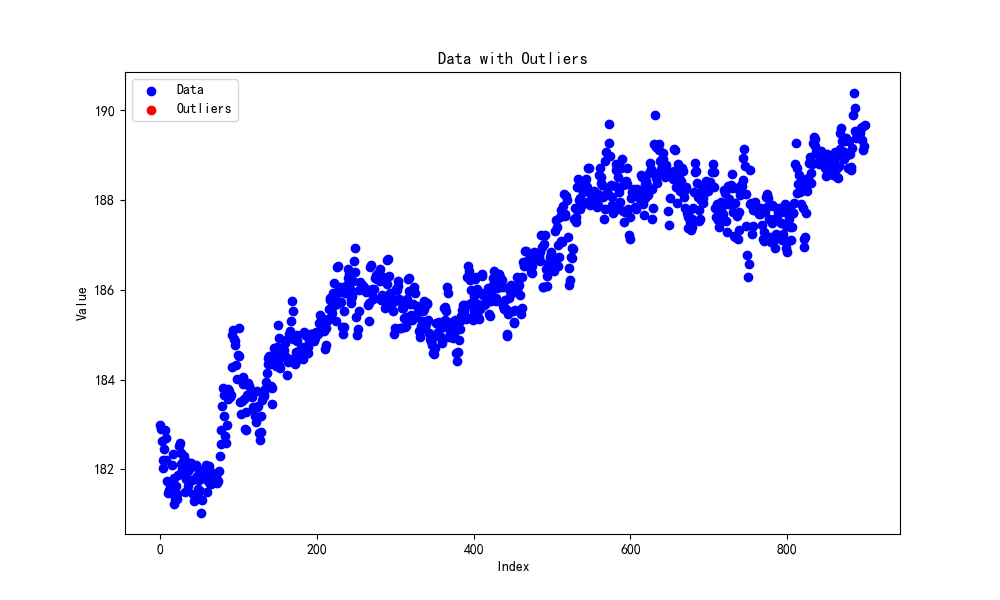 Data with Outliers
Data
Outliers
190
188
186
184
182
Value
0 200 400 600 800
Index